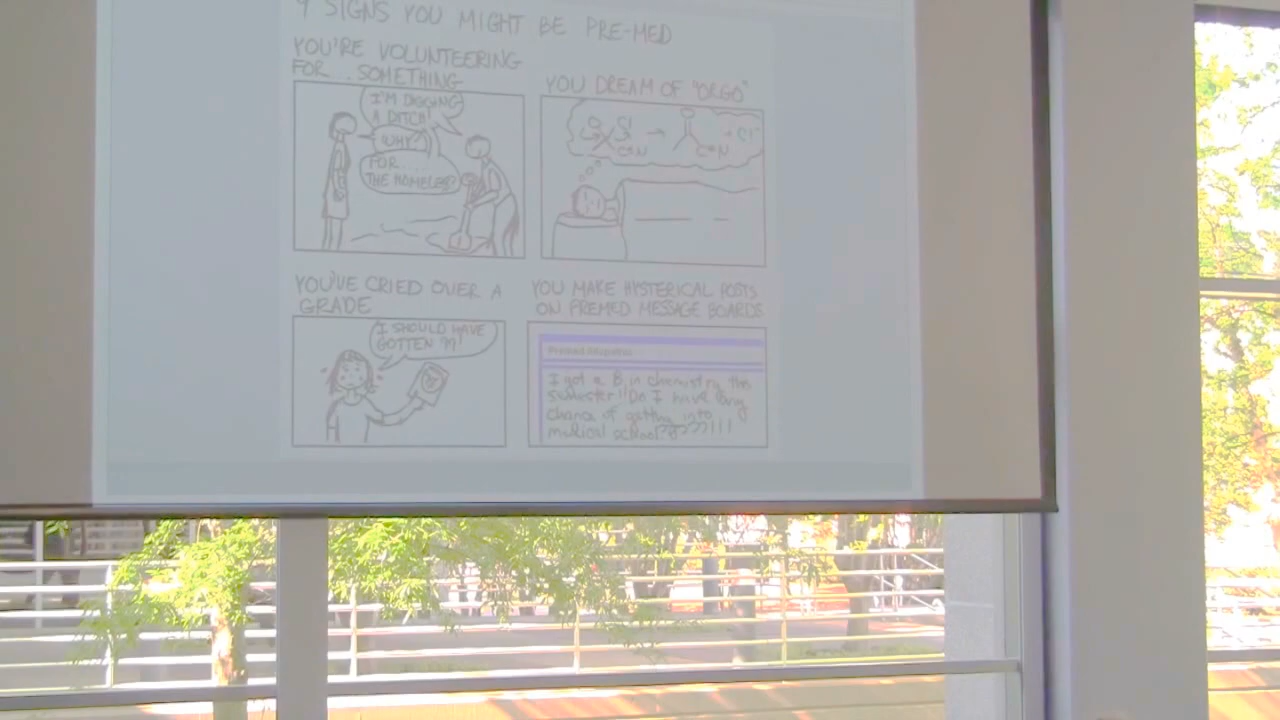 9 SIGNS YOU MIGHT BE PRE-MED
YOU'RE VOLUNTEERING
FOR...SOMETHING
I'M DIGGING
A DITCH!
WHY?
FOR...
THE HOMELESS?
YOU DREAM OF "ORGO"
YOU'VE CRIED OVER A
GRADE
I SHOULD HAVE
GOTTEN 99!
YOU MAKE HYSTERICAL POSTS
ON PREMED MESSAGE BOARDS
I got a B in chemistry this
semester!! Do I have any
chance of getting into
medical school?????!!!